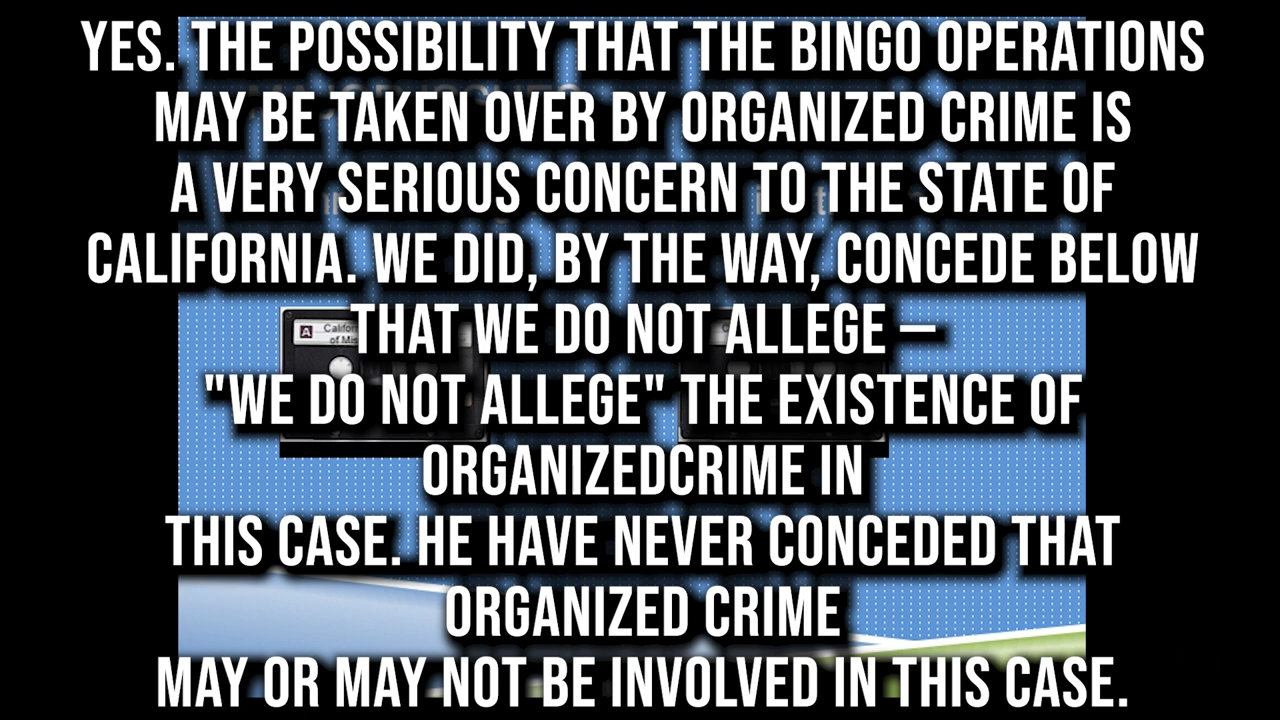 YES. THE POSSIBILITY THAT THE BINGO OPERATIONS
MAY BE TAKEN OVER BY ORGANIZED CRIME IS
A VERY SERIOUS CONCERN TO THE STATE OF
CALIFORNIA. WE DID, BY THE WAY, CONCEDE BELOW
THAT WE DO NOT ALLEGE —
"WE DO NOT ALLEGE" THE EXISTENCE OF
ORGANIZEDCRIME IN
THIS CASE. HE HAVE NEVER CONCEDED THAT
ORGANIZED CRIME
MAY OR MAY NOT BE INVOLVED IN THIS CASE.
A